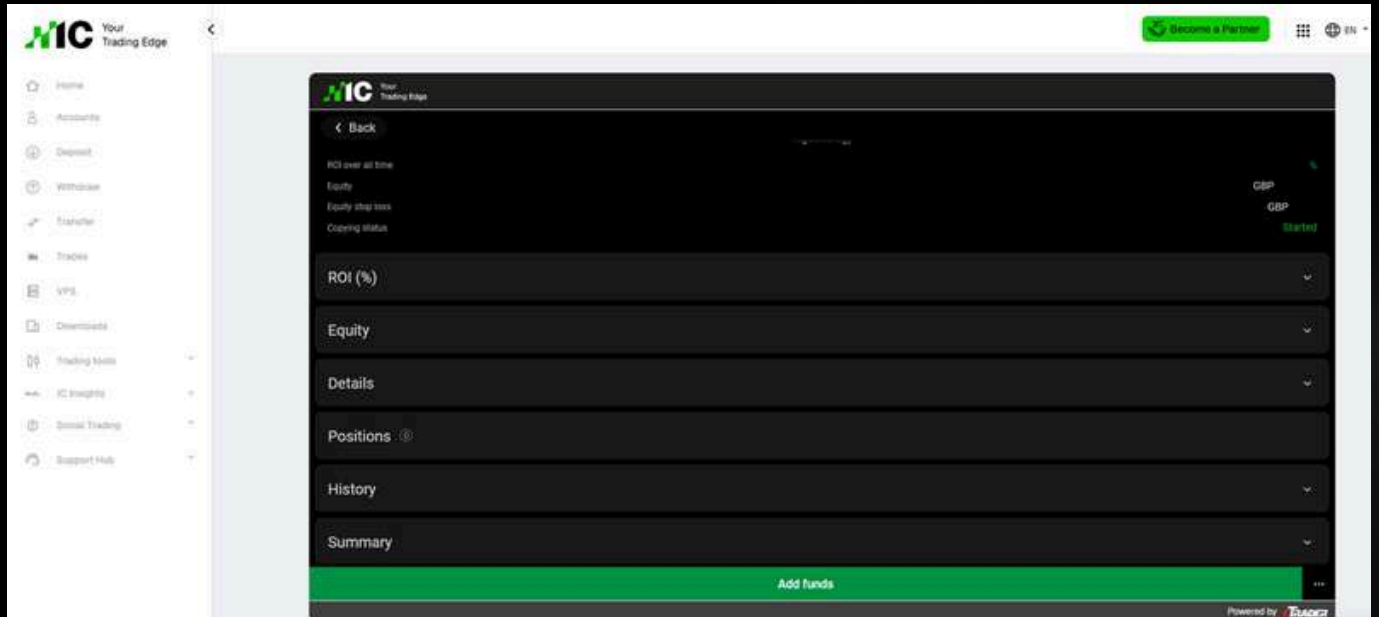 IC Your Trading Edge
Become a Partner
EN
Home
Accounts
Deposit
Withdraw
Transfer
Trades
VPS
Downloads
Trading tools
IC Insights
Social Trading
Support Hub
IC Your Trading Edge
Back
ROI over all time %
Equity GBP
Equity stop loss GBP
Copying status Started
ROI (%)
Equity
Details
Positions 0
History
Summary
Add funds
Powered by TRADER